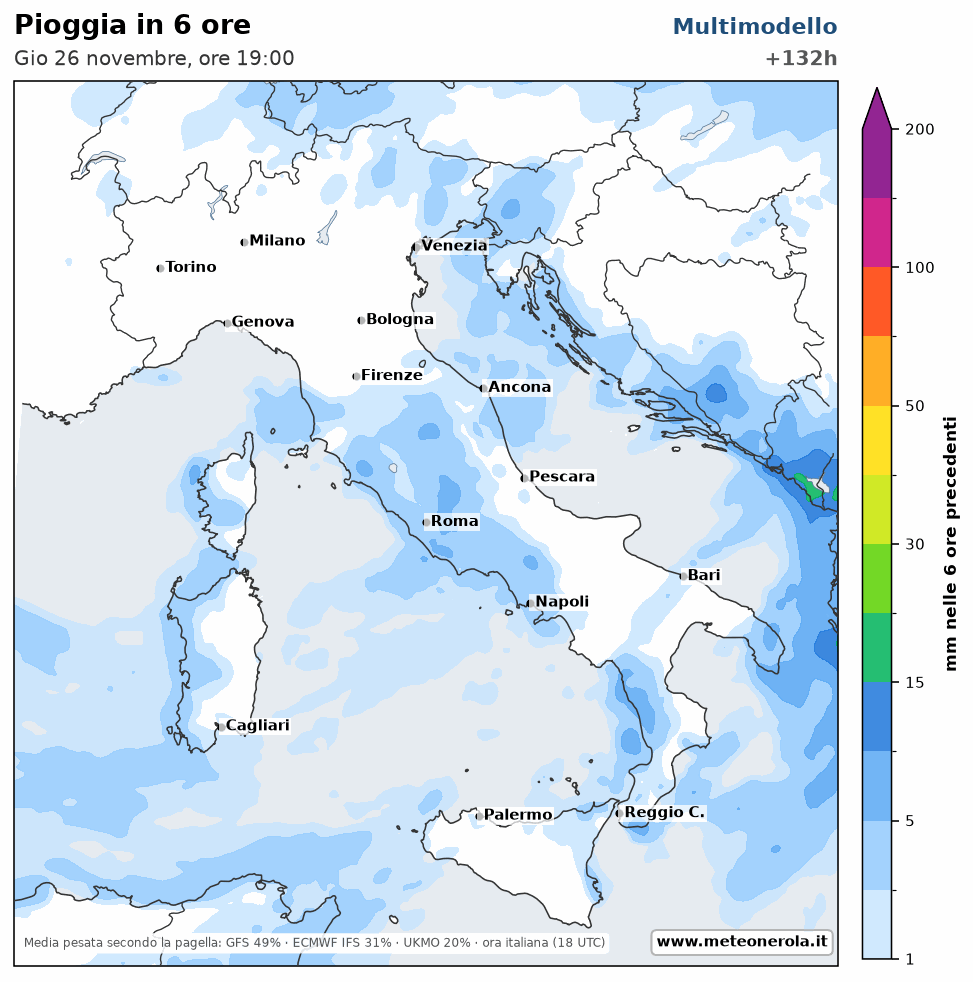 Pioggia in 6 ore
Multimodello
Gio 26 novembre, ore 19:00
+132h
200
Milano
Venezia
Torino
100
Genova
Bologna
Firenze
Ancona
50
Pescara
Roma
30
Bari
Napoli
15
Cagliari
Palermo
Reggio C.
5
1
mm nelle 6 ore precedenti
Media pesata secondo la pagella: GFS 49% · ECMWF IFS 31% · UKMO 20% · ora italiana (18 UTC)
www.meteonerola.it